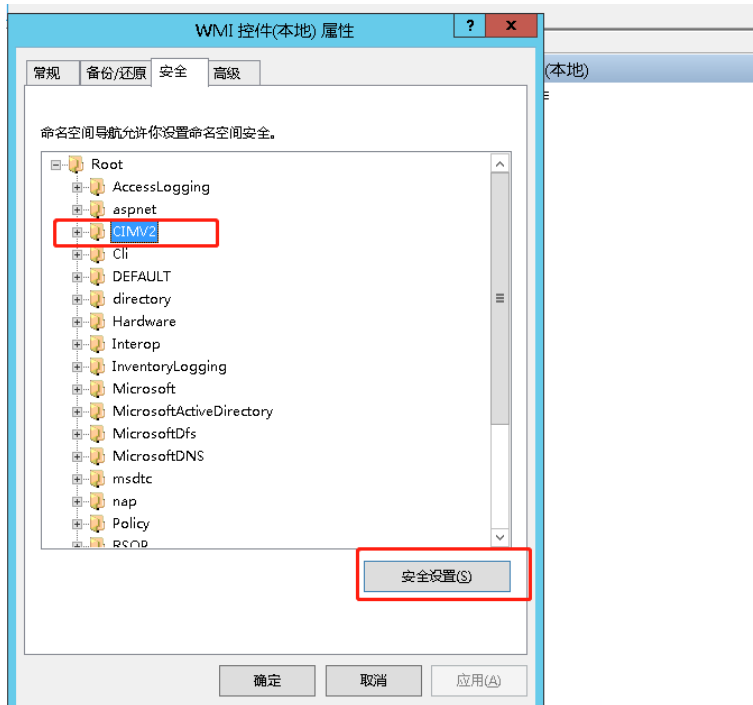 WMI 控件(本地) 属性
? x
常规 备份/还原 安全 高级
(本地)
命名空间导航允许你设置命名空间安全。
Root
AccessLogging
aspnet
CIMV2
Cli
DEFAULT
directory
Hardware
Interop
InventoryLogging
Microsoft
MicrosoftActiveDirectory
MicrosoftDfs
MicrosoftDNS
msdtc
nap
Policy
RSOP
安全设置(S)
确定 取消 应用(A)